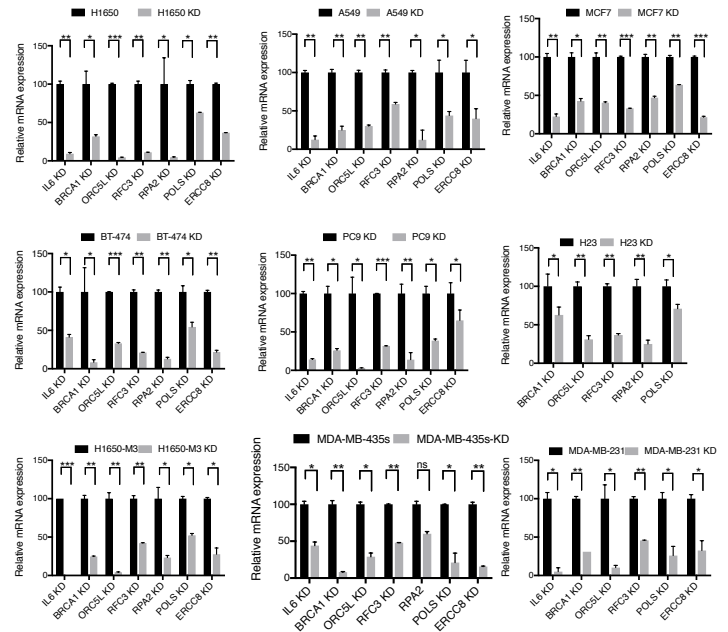 H1650 H1650 KD
** * *** ** * * **
Relative mRNA expression
150
100
50
0
IL6 KD
BRCA1 KD
ORC5L KD
RFC3 KD
RPA2 KD
POLS KD
ERCC8 KD
A549 A549 KD
** ** ** ** * * *
Relative mRNA expression
150
100
50
0
IL6 KD
BRCA1 KD
ORC5L KD
RFC3 KD
RPA2 KD
POLS KD
ERCC8 KD
MCF7 MCF7 KD
** * ** *** ** ** ***
Relative mRNA expression
150
100
50
0
IL6 KD
BRCA1 KD
ORC5L KD
RFC3 KD
RPA2 KD
POLS KD
ERCC8 KD
BT-474 BT-474 KD
* * *** ** ** * **
Relative mRNA expression
150
100
50
0
IL6 KD
BRCA1 KD
ORC5L KD
RFC3 KD
RPA2 KD
POLS KD
ERCC8 KD
PC9 KD PC9 KD
** * * *** ** * *
Relative mRNA expression
150
100
50
0
IL6 KD
BRCA1 KD
ORC5L KD
RFC3 KD
RPA2 KD
POLS KD
ERCC8 KD
H23 H23 KD
* ** ** ** *
Relative mRNA expression
150
100
50
0
BRCA1 KD
ORC5L KD
RFC3 KD
RPA2 KD
POLS KD
H1650-M3 H1650-M3 KD
*** ** ** ** * * *
Relative mRNA expression
150
100
50
0
IL6 KD
BRCA1 KD
ORC5L KD
RFC3 KD
RPA2 KD
POLS KD
ERCC8 KD
MDA-MB-435s MDA-MB-435s-KD
* ** * ** ns * **
Relative mRNA expression
150
100
50
0
IL6 KD
BRCA1 KD
ORC5L KD
RFC3 KD
RPA2
POLS KD
ERCC8 KD
MDA-MB-231 MDA-MB-231 KD
* ** * ** * *
Relative mRNA expression
150
100
50
0
IL6 KD
BRCA1 KD
ORC5L KD
RFC3 KD
POLS KD
ERCC8 KD